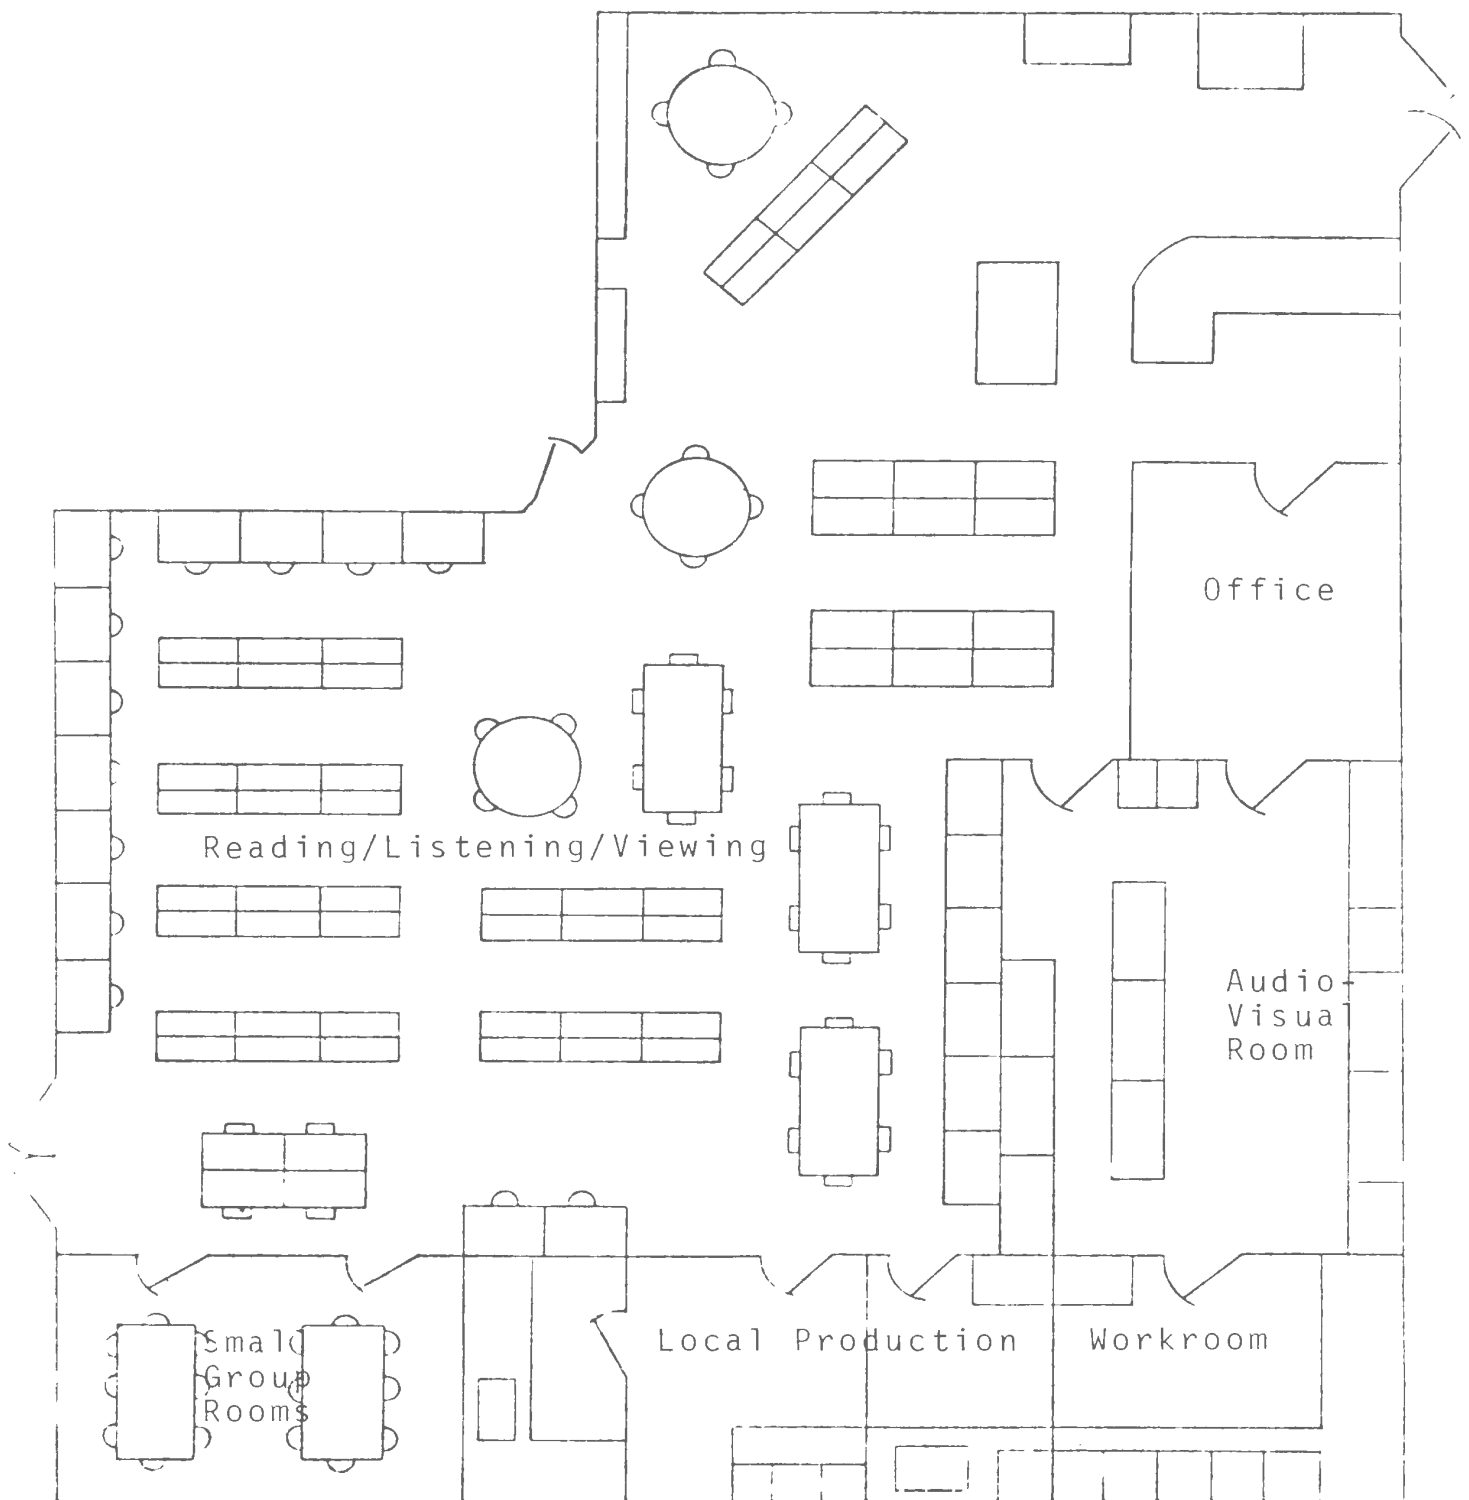 Office
Reading/Listening/Viewing
Audio-
Visual
Room
Local Production
Workroom
Small
Group
Rooms